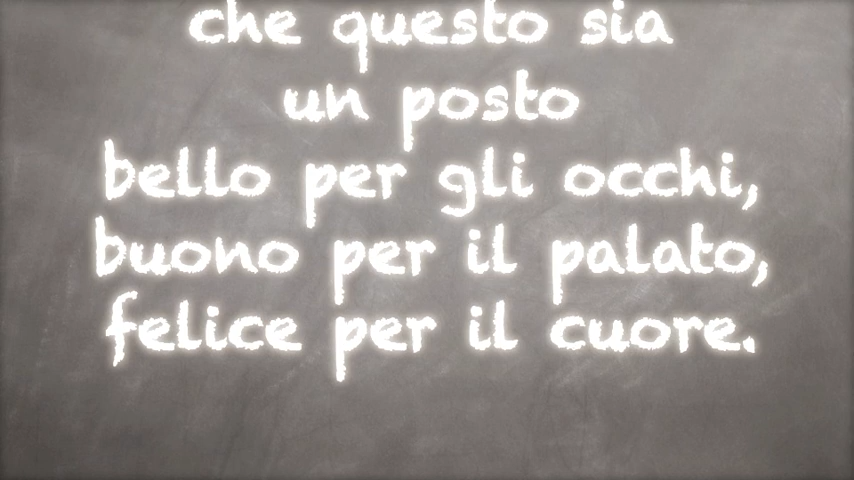 che questo sia
un posto
bello per gli occhi,
buono per il palato,
felice per il cuore.